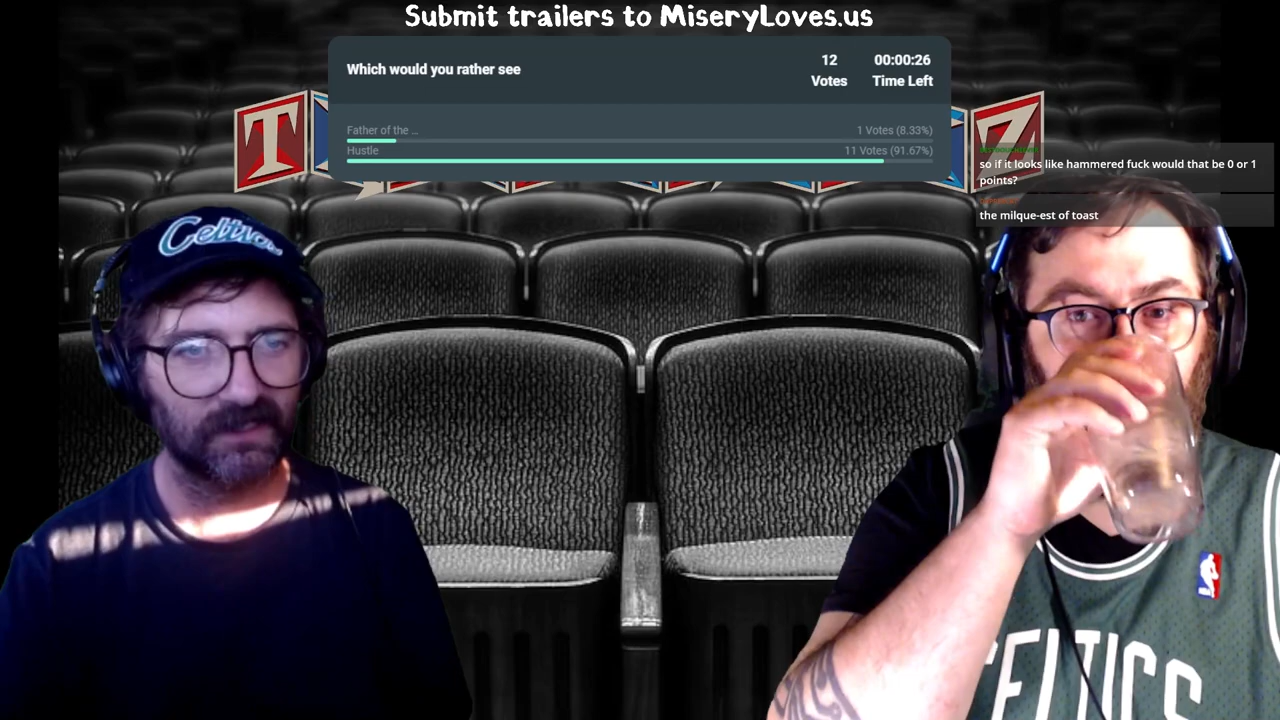 Submit trailers to MiseryLoves.us
Which would you rather see
12
Votes
00:00:26
Time Left
Father of the ...
1 Votes (8.33%)
Hustle
11 Votes (91.67%)
T
Z
so if it looks like hammered fuck would that be 0 or 1
points?
the milque-est of toast
Celtics
CELTICS